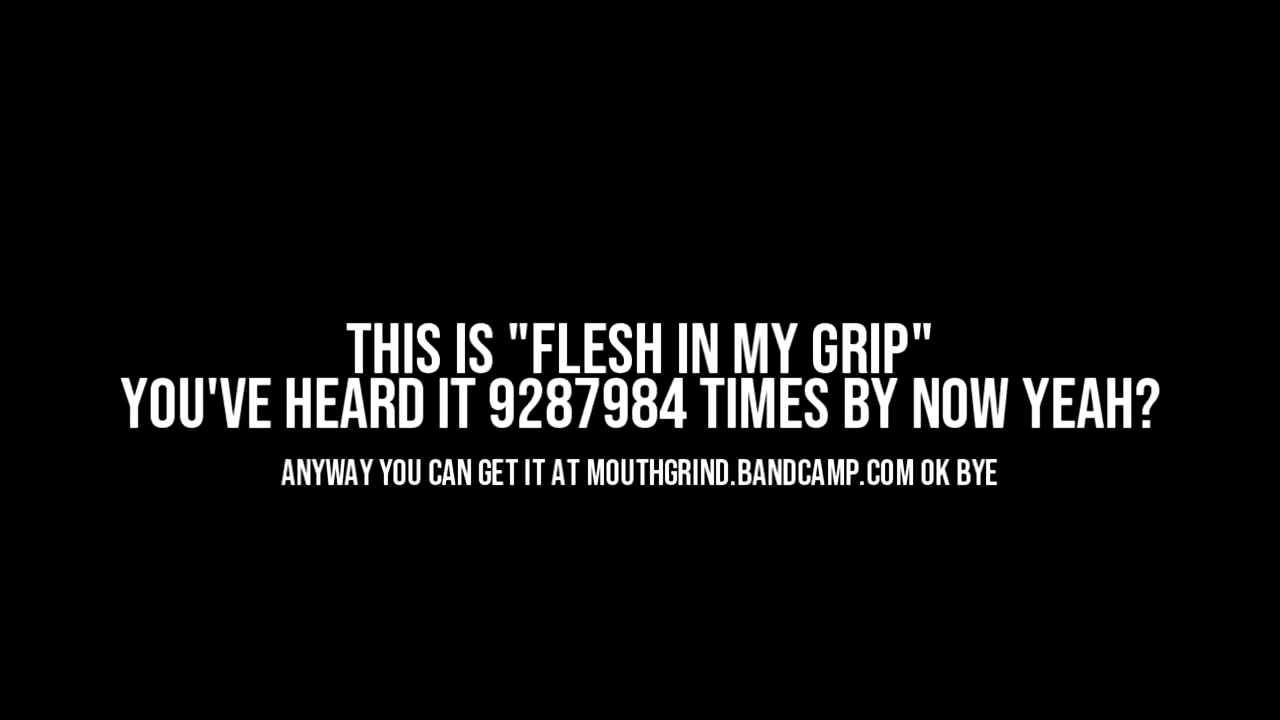 THIS IS "FLESH IN MY GRIP"
YOU'VE HEARD IT 9287984 TIMES BY NOW YEAH?
ANYWAY YOU CAN GET IT AT MOUTHGRIND.BANDCAMP.COM OK BYE